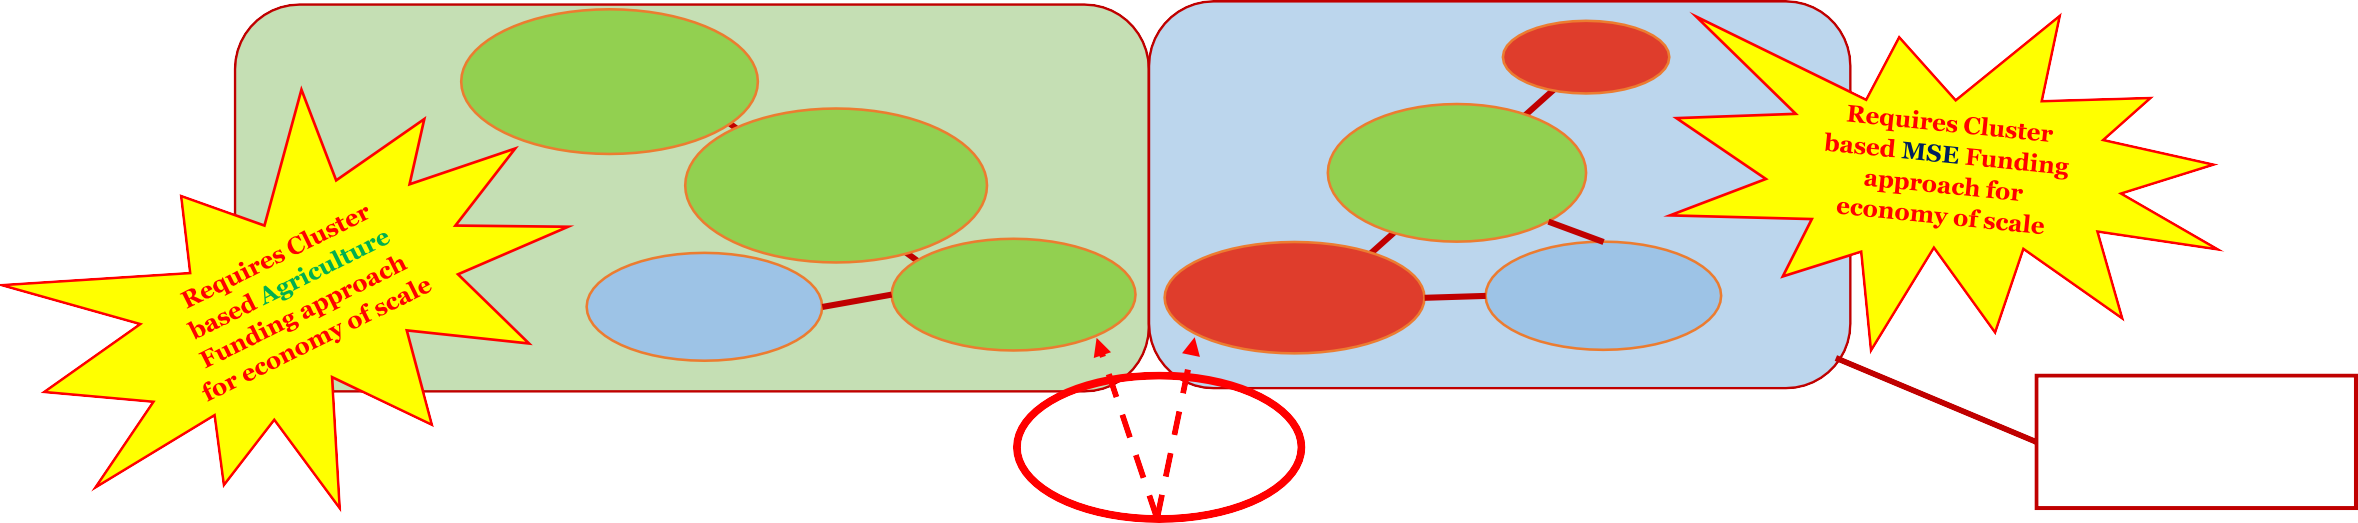 Requires Cluster
based Agriculture
Funding approach
for economy of scale
Requires Cluster
based MSE Funding
approach for
economy of scale